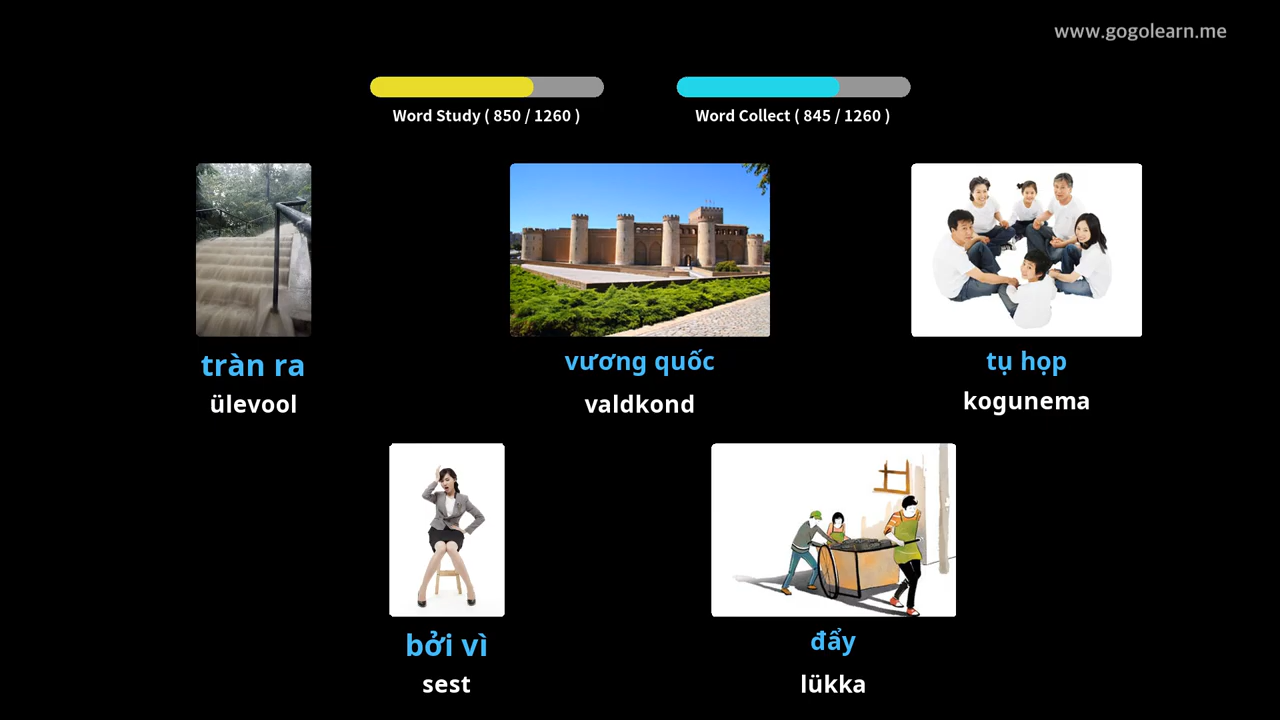 www.gogolearn.me
Word Study ( 850 / 1260 )
Word Collect ( 845 / 1260 )
tràn ra
ülevool
vương quốc
valdkond
tụ họp
kogunema
bởi vì
sest
đẩy
lükka